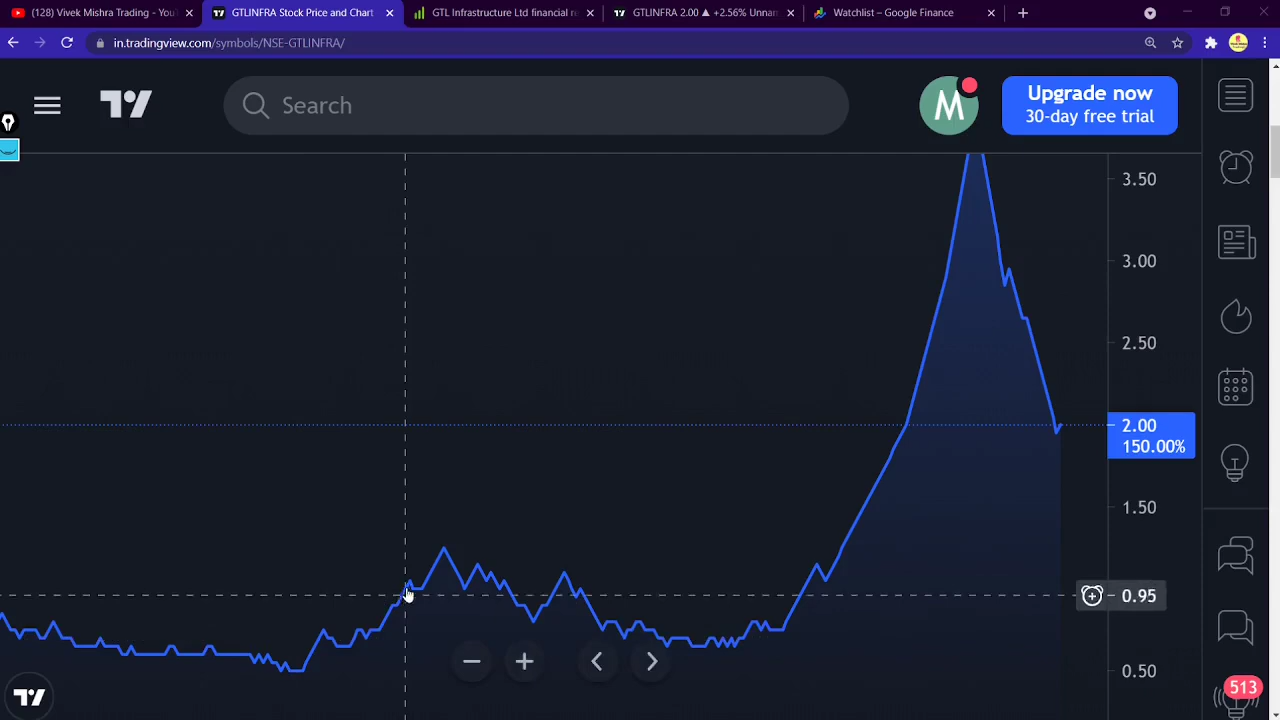 (128) Vivek Mishra Trading - You
GTLINFRA Stock Price and Chart
GTL Infrastructure Ltd financial re
GTLINFRA 2.00 ▲ +2.56% Unnam
Watchlist – Google Finance
in.tradingview.com/symbols/NSE-GTLINFRA/
Search
M
Upgrade now
30-day free trial
3.50
3.00
2.50
2.00
150.00%
1.50
0.95
0.50
513